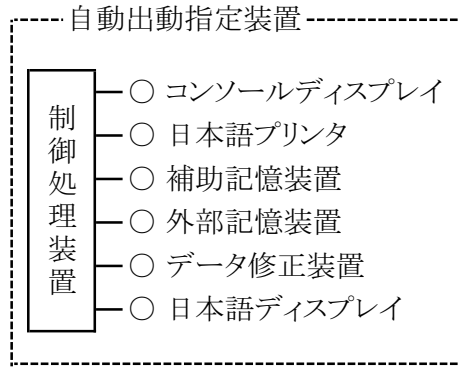 自動出動指定装置
制御処理装置
○ コンソールディスプレイ
○ 日本語プリンタ
○ 補助記憶装置
○ 外部記憶装置
○ データ修正装置
○ 日本語ディスプレイ